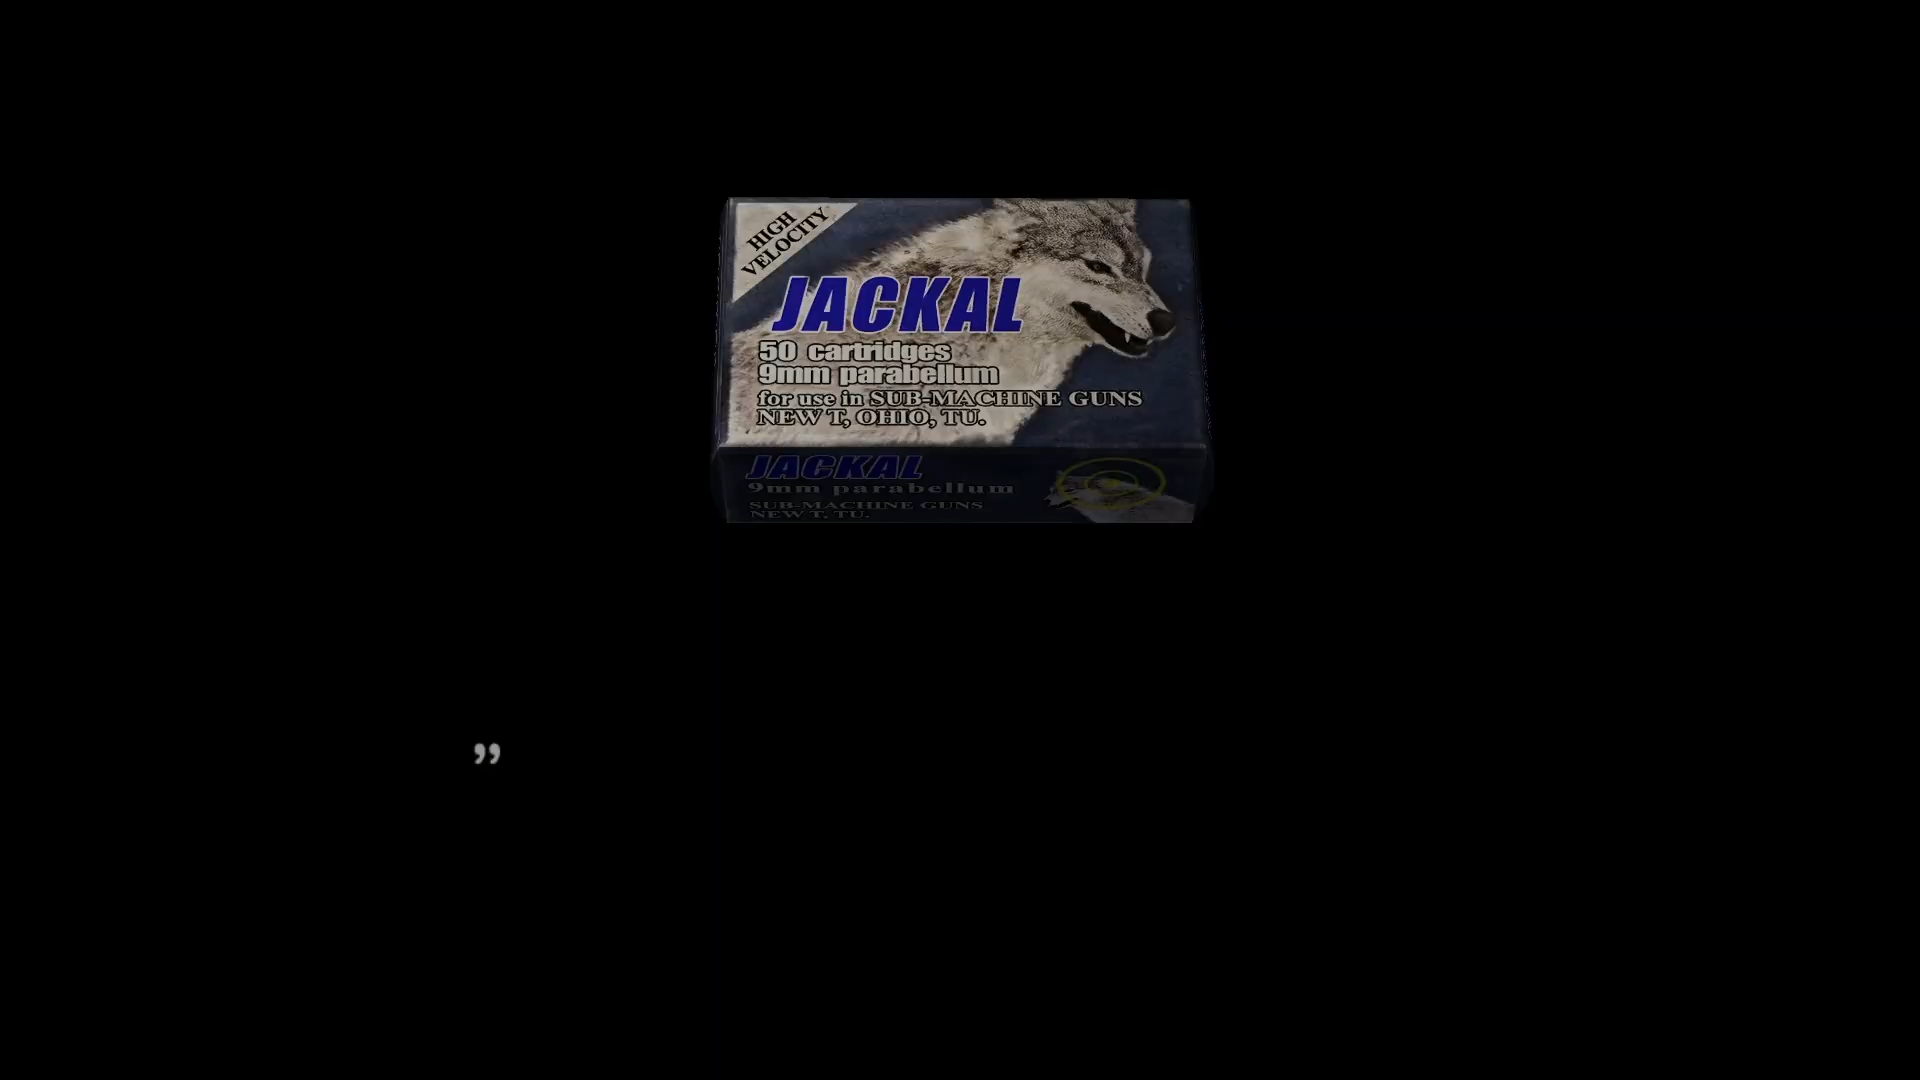 HIGH
VELOCITY
JACKAL
50 cartridges
9mm parabellum
for use in SUB-MACHINE GUNS
NEW T, OHIO, TU.
JACKAL
9mm parabellum
SUB-MACHINE GUNS
NEW T, TU.
”